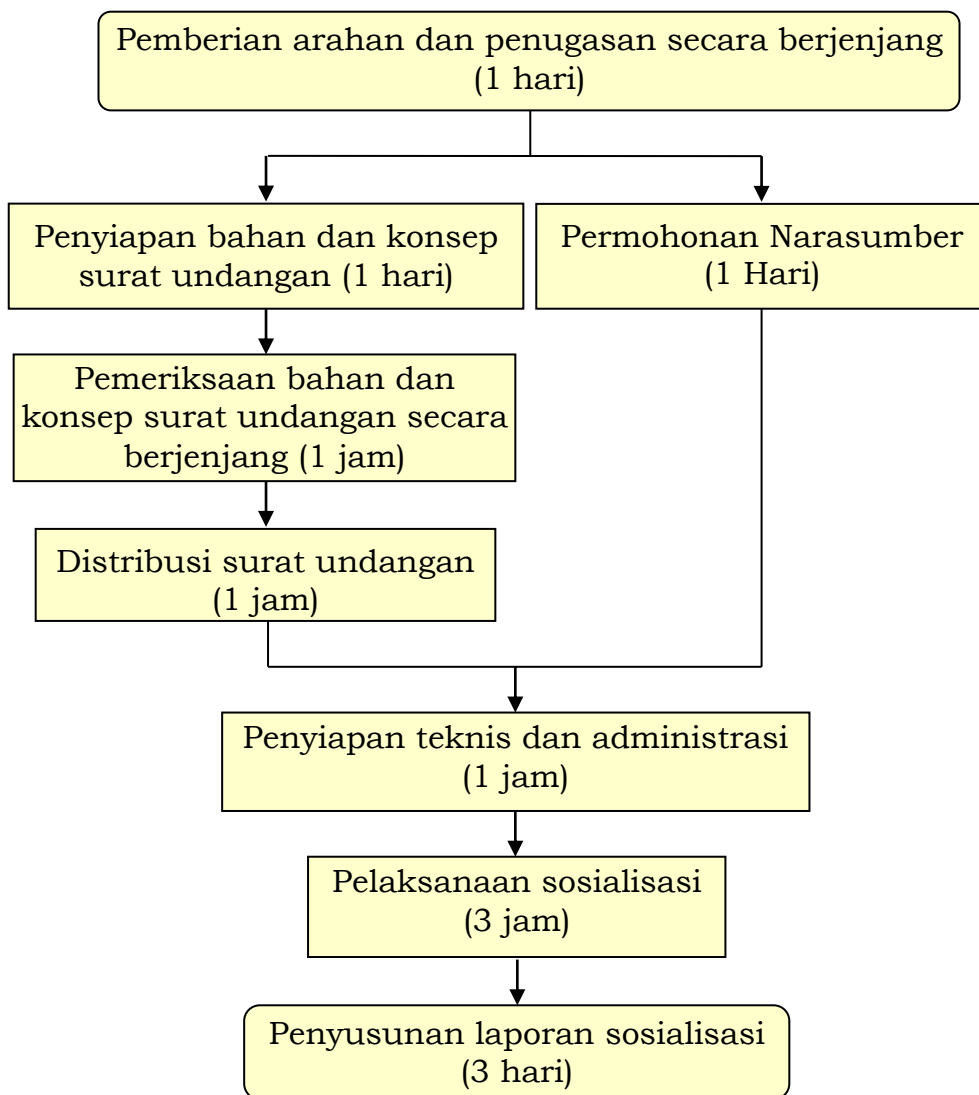 Pemberian arahan dan penugasan secara berjenjang
(1 hari)
Penyiapan bahan dan konsep
surat undangan (1 hari)
Permohonan Narasumber
(1 Hari)
Pemeriksaan bahan dan
konsep surat undangan secara
berjenjang (1 jam)
Distribusi surat undangan
(1 jam)
Penyiapan teknis dan administrasi
(1 jam)
Pelaksanaan sosialisasi
(3 jam)
Penyusunan laporan sosialisasi
(3 hari)